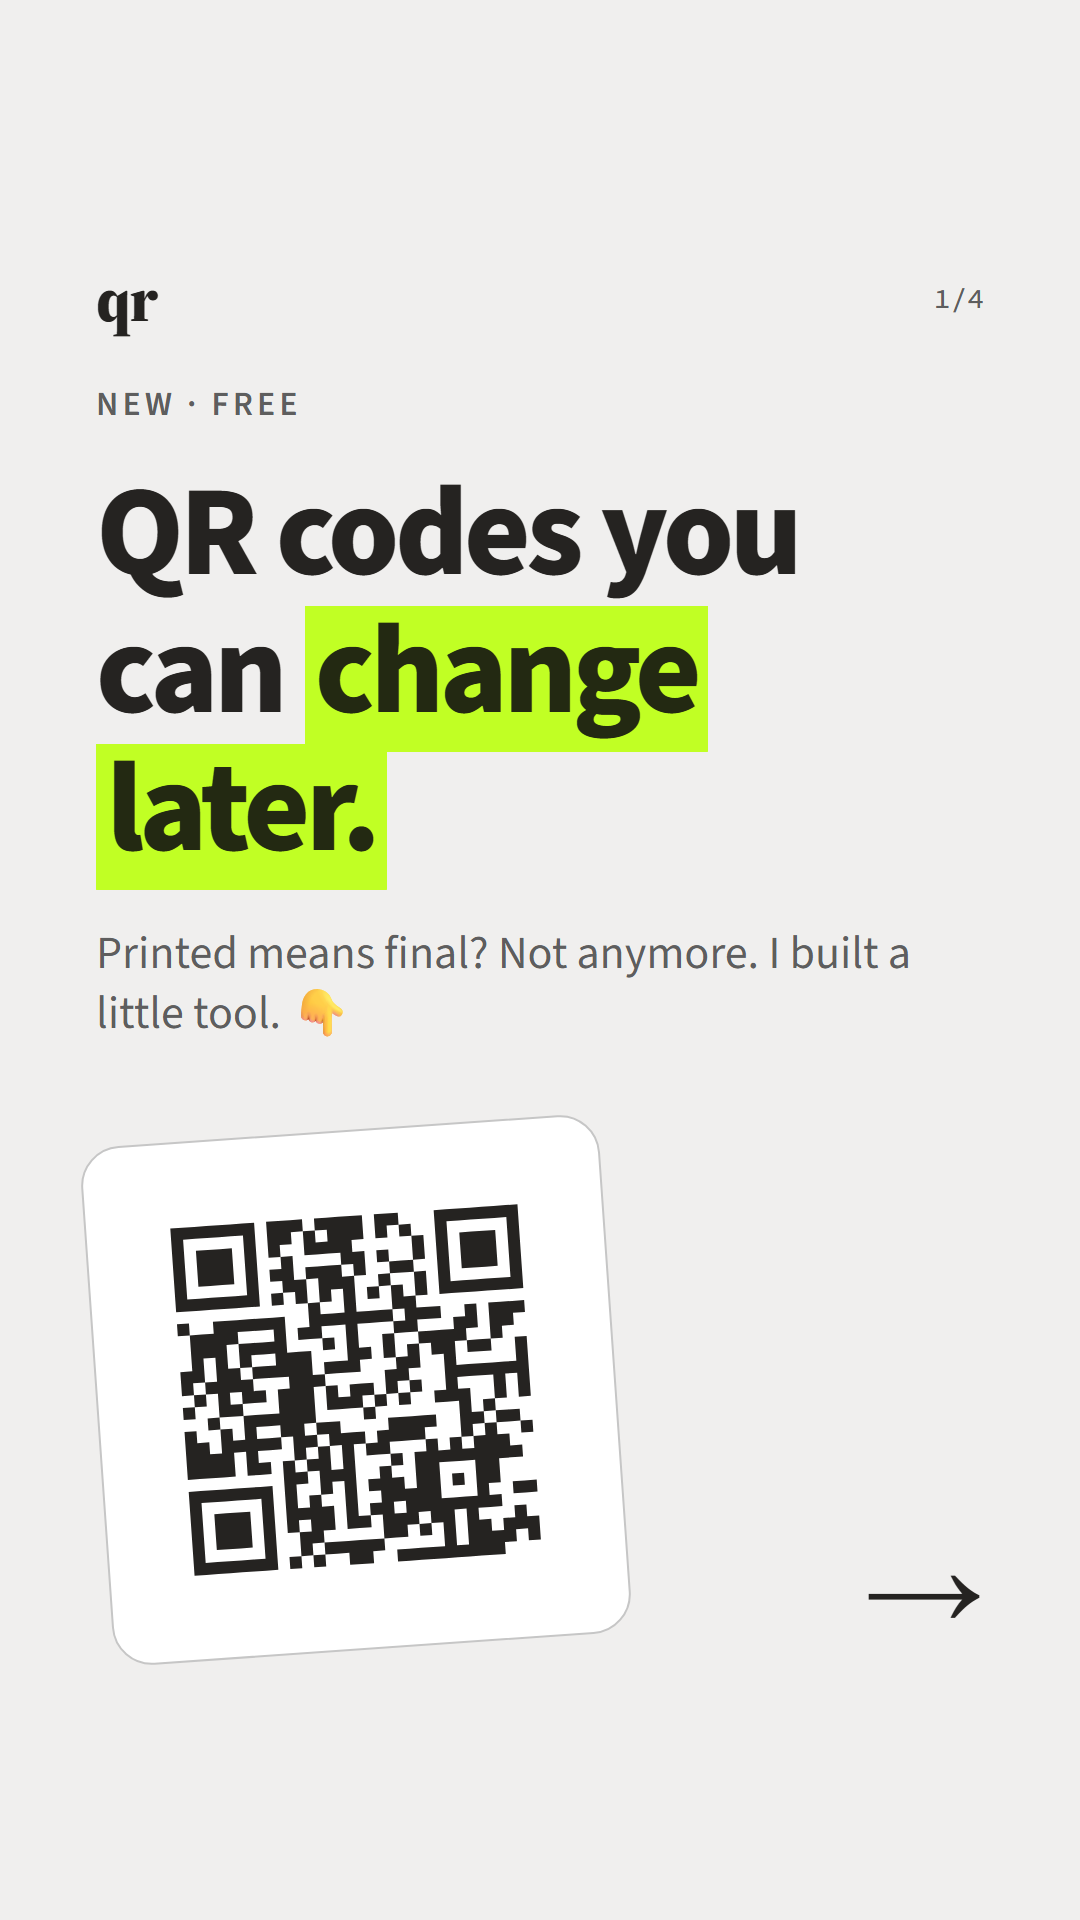 qr
1/4
NEW · FREE
QR codes you
can change
later.
Printed means final? Not anymore. I built a
little tool. 👇
→